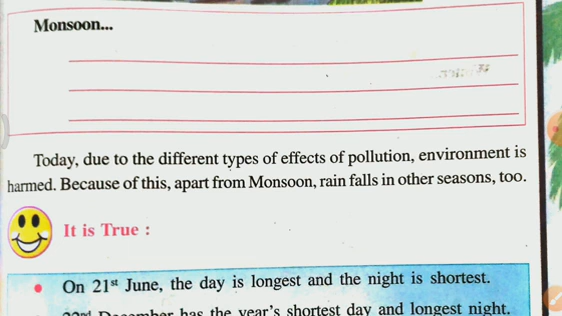 Monsoon...
Today, due to the different types of effects of pollution, environment is
harmed. Because of this, apart from Monsoon, rain falls in other seasons, too.
It is True :
• On 21st June, the day is longest and the night is shortest.
22nd December has the year's shortest day and longest night.